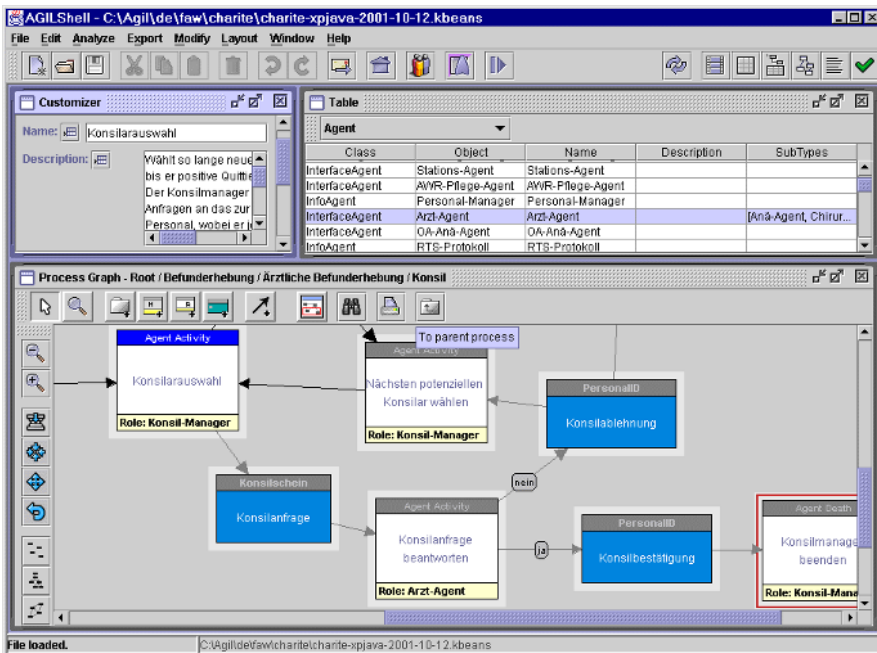 AGILShell - C:\Agil\de\faw\charite\charite-xpjava-2001-10-12.kbeans
File Edit Analyze Export Modify Layout Window Help
Customizer
Name: Konsilarauswahl
Description: Wählt so lange neue
bis er positive Quittie
Der Konsilmanager
Anfragen an das zur
Personal, wobei er j
Table
Agent
Class Object Name Description SubTypes
InterfaceAgent Stations-Agent Stations-Agent
InterfaceAgent AWR-Pflege-Agent AWR-Pflege-Agent
InfoAgent Personal-Manager Personal-Manager
InterfaceAgent Arzt-Agent Arzt-Agent [Anä-Agent, Chirur...
InterfaceAgent OA-Anä-Agent OA-Anä-Agent
InfoAgent RTS-Protokoll RTS-Protokoll
Process Graph - Root / Befunderhebung / Ärztliche Befunderhebung / Konsil
To parent process
Agent Activity
Konsilarauswahl
Role: Konsil-Manager
Agent Activity
Nächsten potenziellen
Konsilar wählen
Role: Konsil-Manager
PersonalID
Konsilablehnung
Konsilschein
Konsilanfrage
nein
Agent Activity
Konsilanfrage
beantworten
Role: Arzt-Agent
ja
PersonalID
Konsilbestätigung
Agent Death
Konsilmanage
beenden
Role: Konsil-Mana
File loaded. C:\Agil\de\faw\charite\charite-xpjava-2001-10-12.kbeans